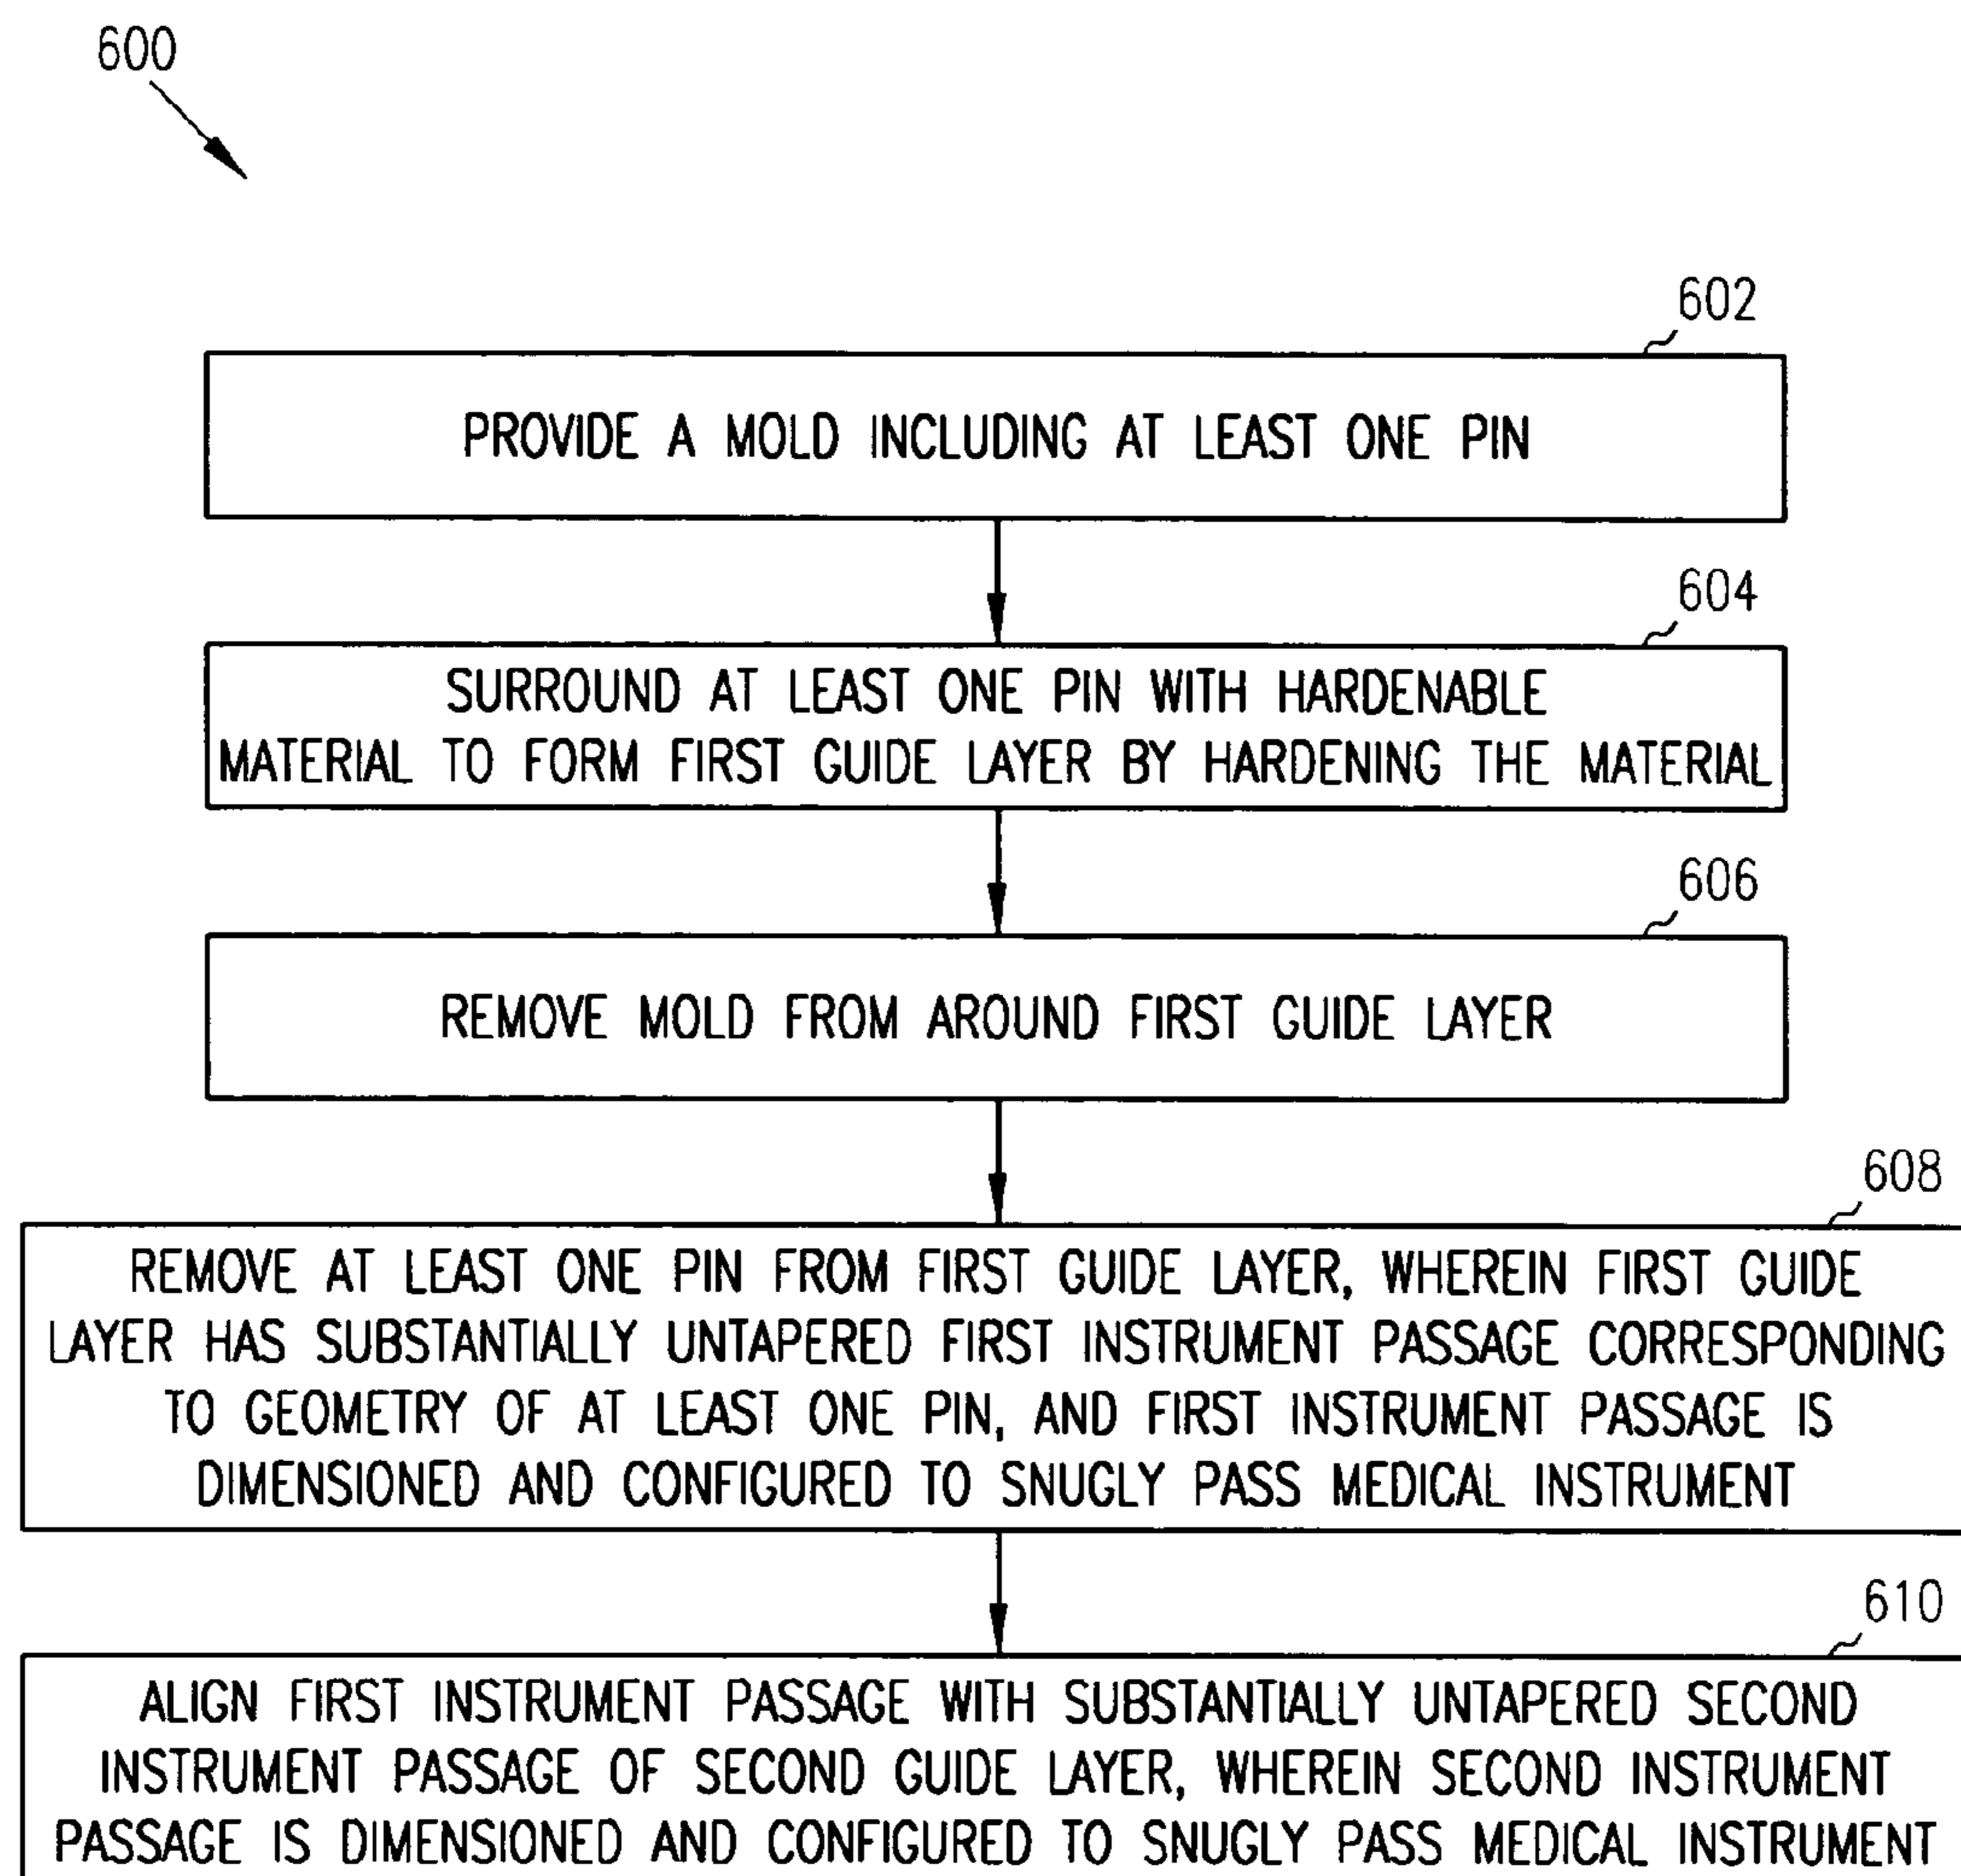 600
602
PROVIDE A MOLD INCLUDING AT LEAST ONE PIN
604
SURROUND AT LEAST ONE PIN WITH HARDENABLE
MATERIAL TO FORM FIRST GUIDE LAYER BY HARDENING THE MATERIAL
606
REMOVE MOLD FROM AROUND FIRST GUIDE LAYER
608
REMOVE AT LEAST ONE PIN FROM FIRST GUIDE LAYER, WHEREIN FIRST GUIDE
LAYER HAS SUBSTANTIALLY UNTAPERED FIRST INSTRUMENT PASSAGE CORRESPONDING
TO GEOMETRY OF AT LEAST ONE PIN, AND FIRST INSTRUMENT PASSAGE IS
DIMENSIONED AND CONFIGURED TO SNUGLY PASS MEDICAL INSTRUMENT
610
ALIGN FIRST INSTRUMENT PASSAGE WITH SUBSTANTIALLY UNTAPERED SECOND
INSTRUMENT PASSAGE OF SECOND GUIDE LAYER, WHEREIN SECOND INSTRUMENT
PASSAGE IS DIMENSIONED AND CONFIGURED TO SNUGLY PASS MEDICAL INSTRUMENT